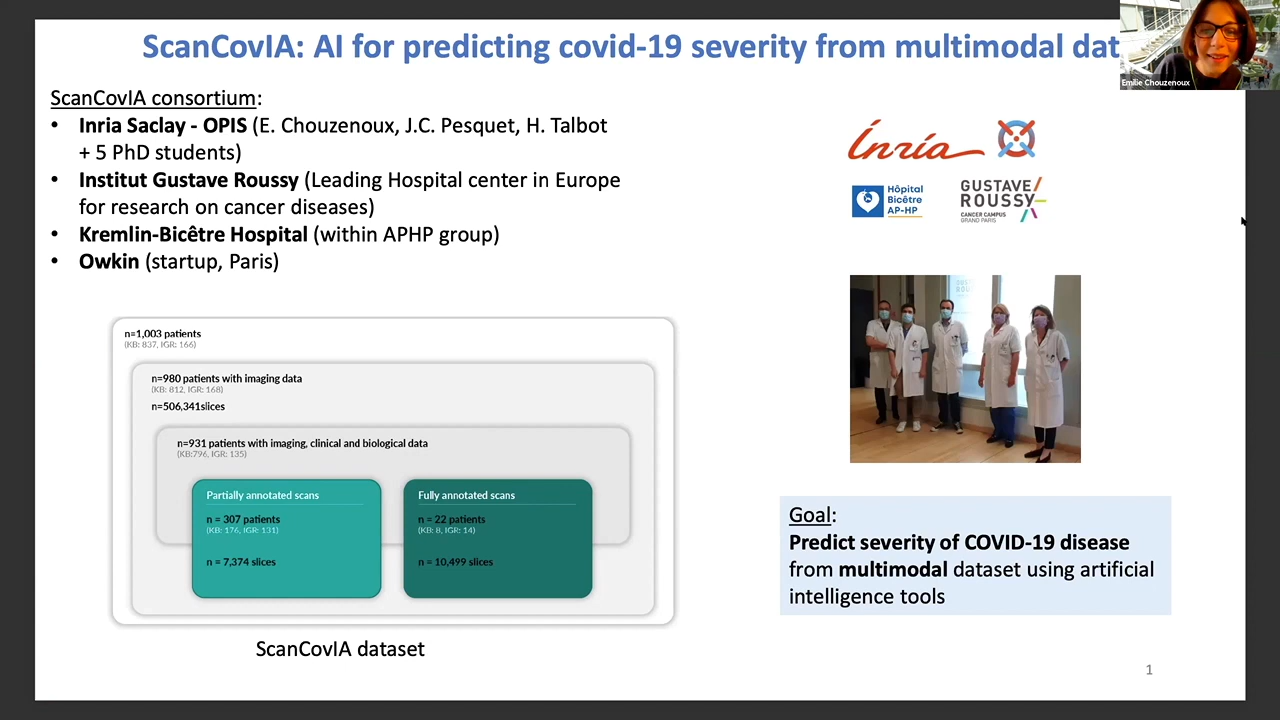 ScanCovIA: AI for predicting covid-19 severity from multimodal dat
Emilie Chouzenoux
ScanCovIA consortium:
• Inria Saclay - OPIS (E. Chouzenoux, J.C. Pesquet, H. Talbot
+ 5 PhD students)
• Institut Gustave Roussy (Leading Hospital center in Europe
for research on cancer diseases)
• Kremlin-Bicêtre Hospital (within APHP group)
• Owkin (startup, Paris)
Inria
Hôpital
Bicêtre
AP-HP
GUSTAVE
ROUSSY
CANCER CAMPUS
GRAND PARIS
n=1,003 patients
(KB: 837, IGR: 166)
n=980 patients with imaging data
(KB: 812, IGR: 168)
n=506,341slices
n=931 patients with imaging, clinical and biological data
(KB:796, IGR: 135)
Partially annotated scans
n = 307 patients
(KB: 176, IGR: 131)
n = 7,374 slices
Fully annotated scans
n = 22 patients
(KB: 8, IGR: 14)
n = 10,499 slices
ScanCovIA dataset
GUSTAVE
ROUSSY
Goal:
Predict severity of COVID-19 disease
from multimodal dataset using artificial
intelligence tools
1